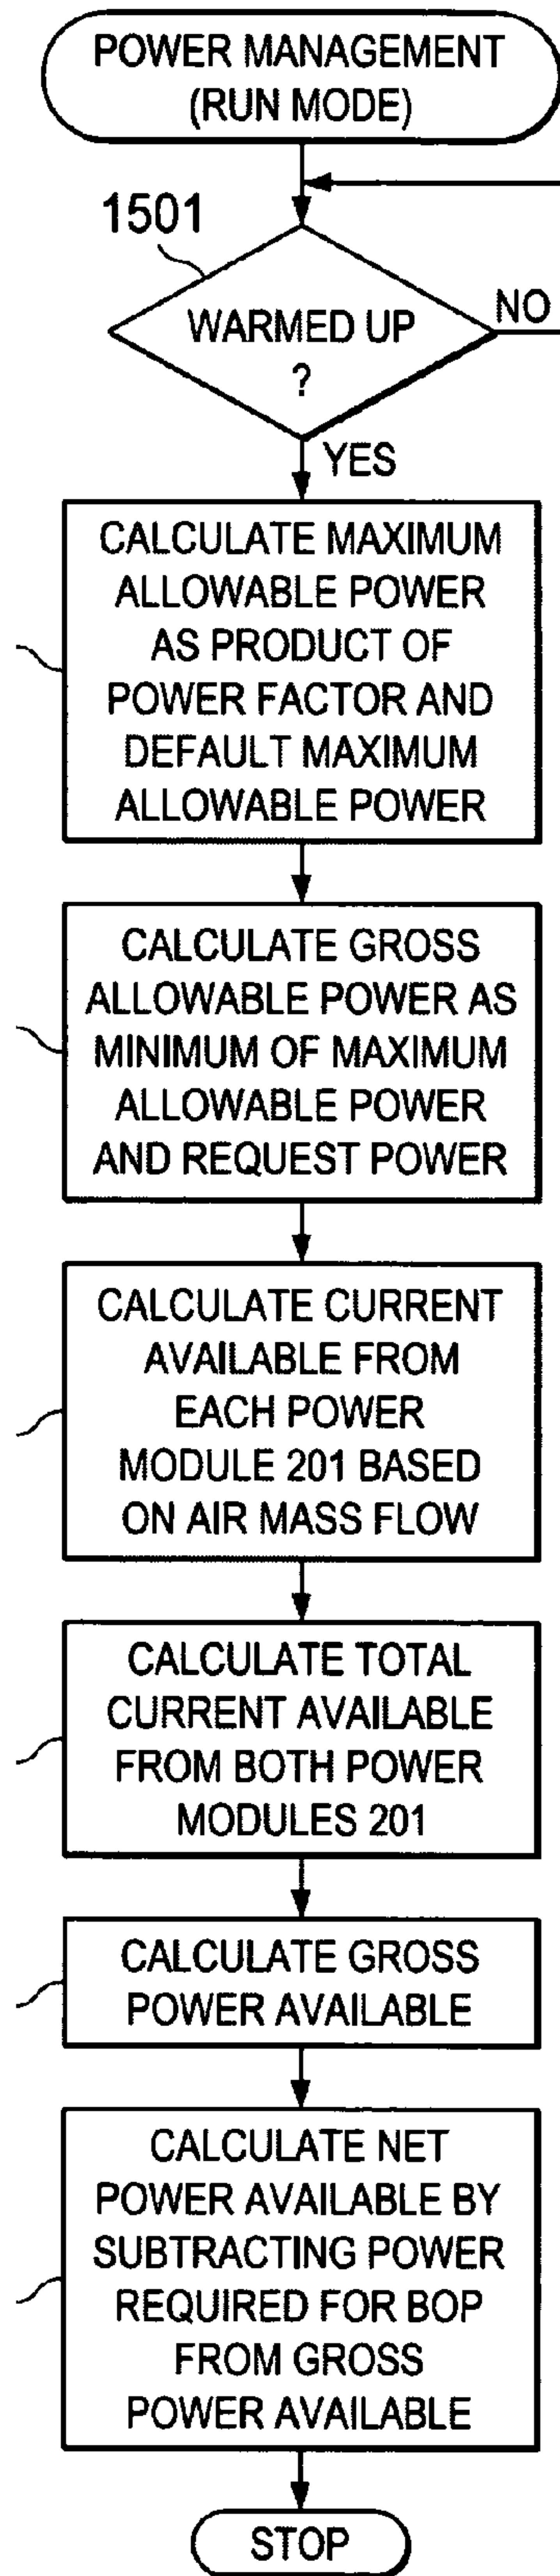 POWER MANAGEMENT
(RUN MODE)
1501
WARMED UP
?
NO
YES
CALCULATE MAXIMUM
ALLOWABLE POWER
AS PRODUCT OF
POWER FACTOR AND
DEFAULT MAXIMUM
ALLOWABLE POWER
CALCULATE GROSS
ALLOWABLE POWER AS
MINIMUM OF MAXIMUM
ALLOWABLE POWER
AND REQUEST POWER
CALCULATE CURRENT
AVAILABLE FROM
EACH POWER
MODULE 201 BASED
ON AIR MASS FLOW
CALCULATE TOTAL
CURRENT AVAILABLE
FROM BOTH POWER
MODULES 201
CALCULATE GROSS
POWER AVAILABLE
CALCULATE NET
POWER AVAILABLE BY
SUBTRACTING POWER
REQUIRED FOR BOP
FROM GROSS
POWER AVAILABLE
STOP